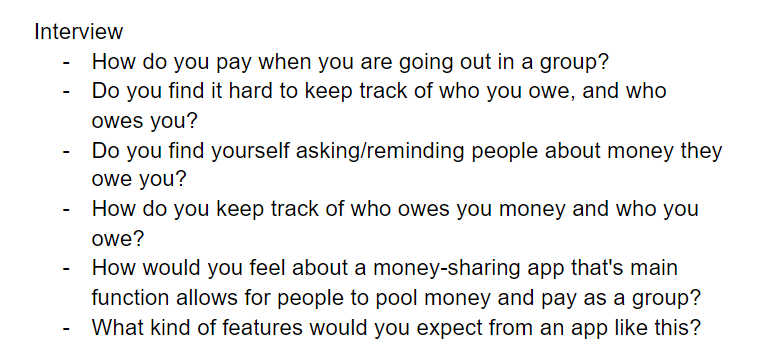 Interview
- How do you pay when you are going out in a group?
- Do you find it hard to keep track of who you owe, and who
owes you?
- Do you find yourself asking/reminding people about money they
owe you?
- How do you keep track of who owes you money and who you
owe?
- How would you feel about a money-sharing app that's main
function allows for people to pool money and pay as a group?
- What kind of features would you expect from an app like this?